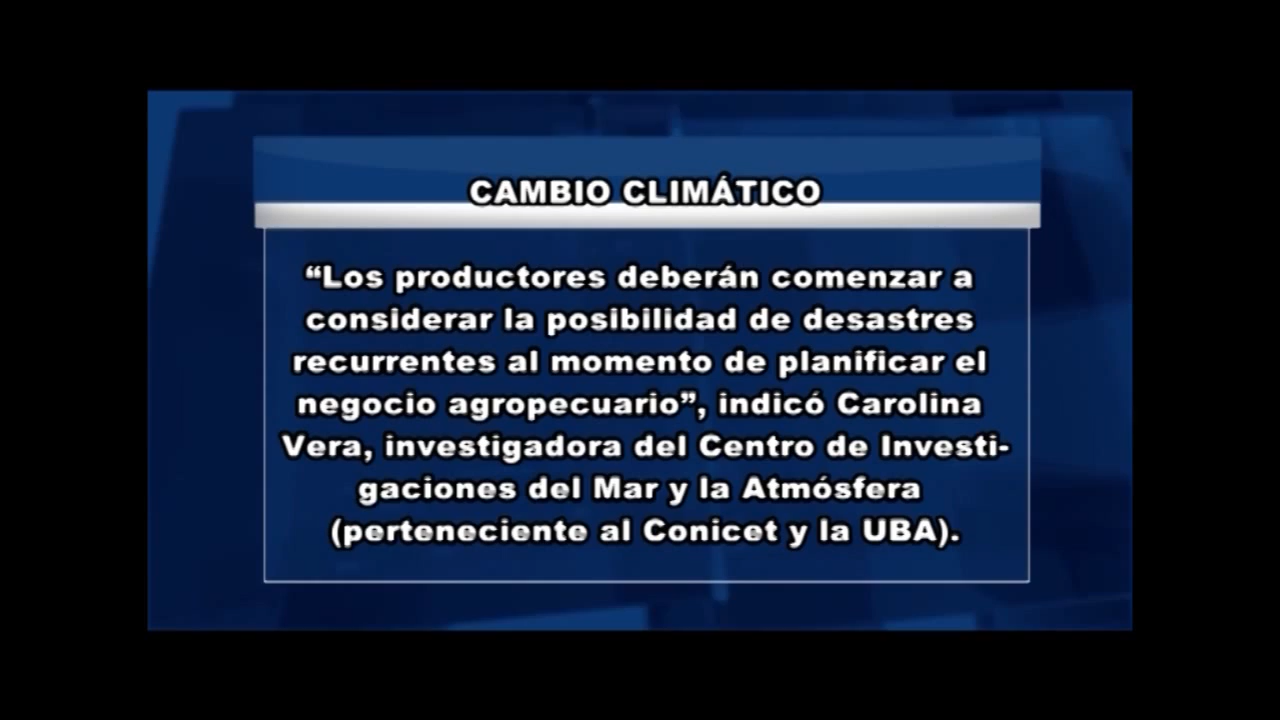 CAMBIO CLIMÁTICO
“Los productores deberán comenzar a
considerar la posibilidad de desastres
recurrentes al momento de planificar el
negocio agropecuario”, indicó Carolina
Vera, investigadora del Centro de Investi-
gaciones del Mar y la Atmósfera
(perteneciente al Conicet y la UBA).